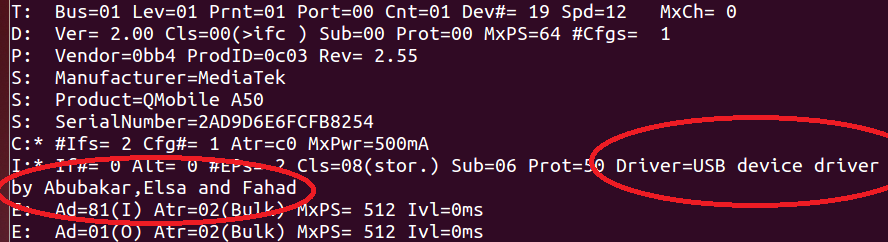 T:  Bus=01 Lev=01 Prnt=01 Port=00 Cnt=01 Dev#= 19 Spd=12   MxCh= 0
D:  Ver= 2.00 Cls=00(>ifc ) Sub=00 Prot=00 MxPS=64 #Cfgs=  1
P:  Vendor=0bb4 ProdID=0c03 Rev= 2.55
S:  Manufacturer=MediaTek
S:  Product=QMobile A50
S:  SerialNumber=2AD9D6E6FCFB8254
C:* #Ifs= 2 Cfg#= 1 Atr=c0 MxPwr=500mA
I:* If#= 0 Alt= 0 #EPs= 2 Cls=08(stor.) Sub=06 Prot=50 Driver=USB device driver
by Abubakar,Elsa and Fahad
E:  Ad=81(I) Atr=02(Bulk) MxPS= 512 Ivl=0ms
E:  Ad=01(O) Atr=02(Bulk) MxPS= 512 Ivl=0ms